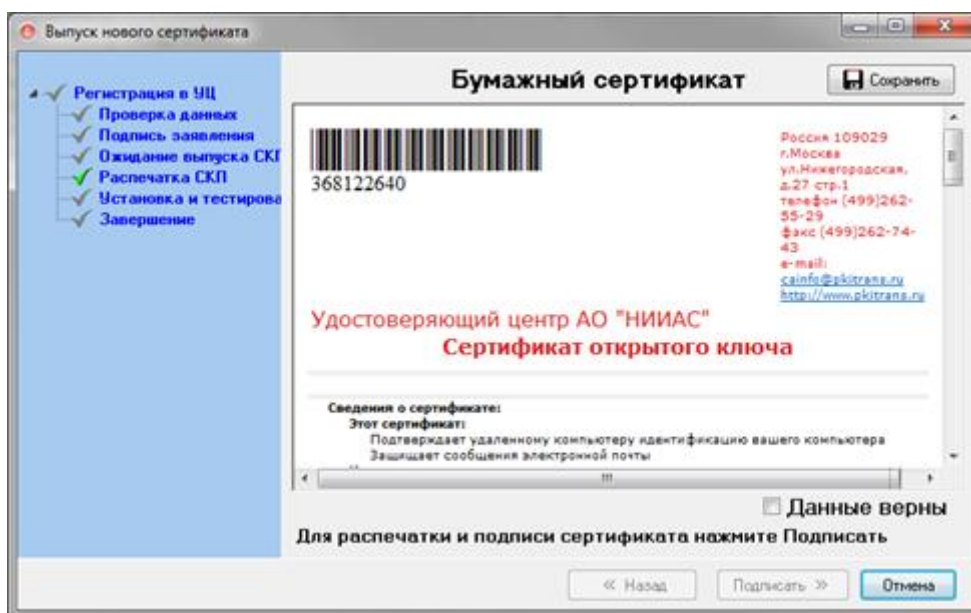 Выпуск нового сертификата
Регистрация в УЦ
Проверка данных
Подпись заявления
Ожидание выпуска СКГ
Распечатка СКП
Установка и тестирова
Завершение
Бумажный сертификат
Сохранить
368122640
Россия 109029
г.Москва
ул.Нижегородская,
д.27 стр.1
телефон (499)262-
55-29
факс (499)262-74-
43
e-mail:
cainfo@pkitrans.ru
http://www.pkitrans.ru
Удостоверяющий центр АО "НИИАС"
Сертификат открытого ключа
Сведения о сертификате:
Этот сертификат:
Подтверждает удаленному компьютеру идентификацию вашего компьютера
Защищает сообщения электронной почты
Данные верны
Для распечатки и подписи сертификата нажмите Подписать
« Назад
Подписать »
Отмена